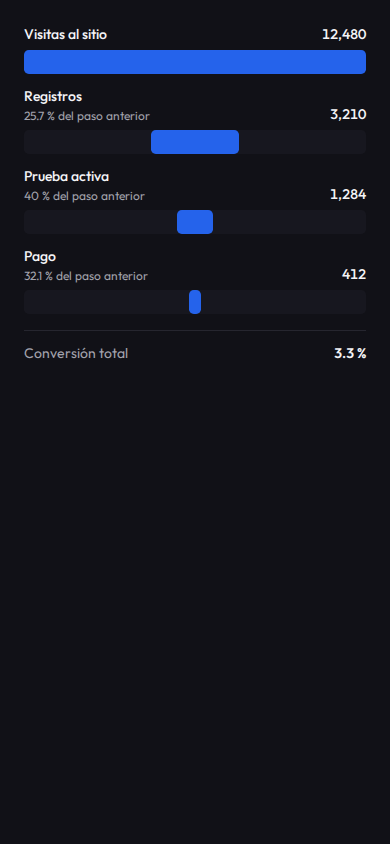 Visitas al sitio 12,480
Registros
25.7 % del paso anterior 3,210
Prueba activa
40 % del paso anterior 1,284
Pago
32.1 % del paso anterior 412
Conversión total 3.3 %